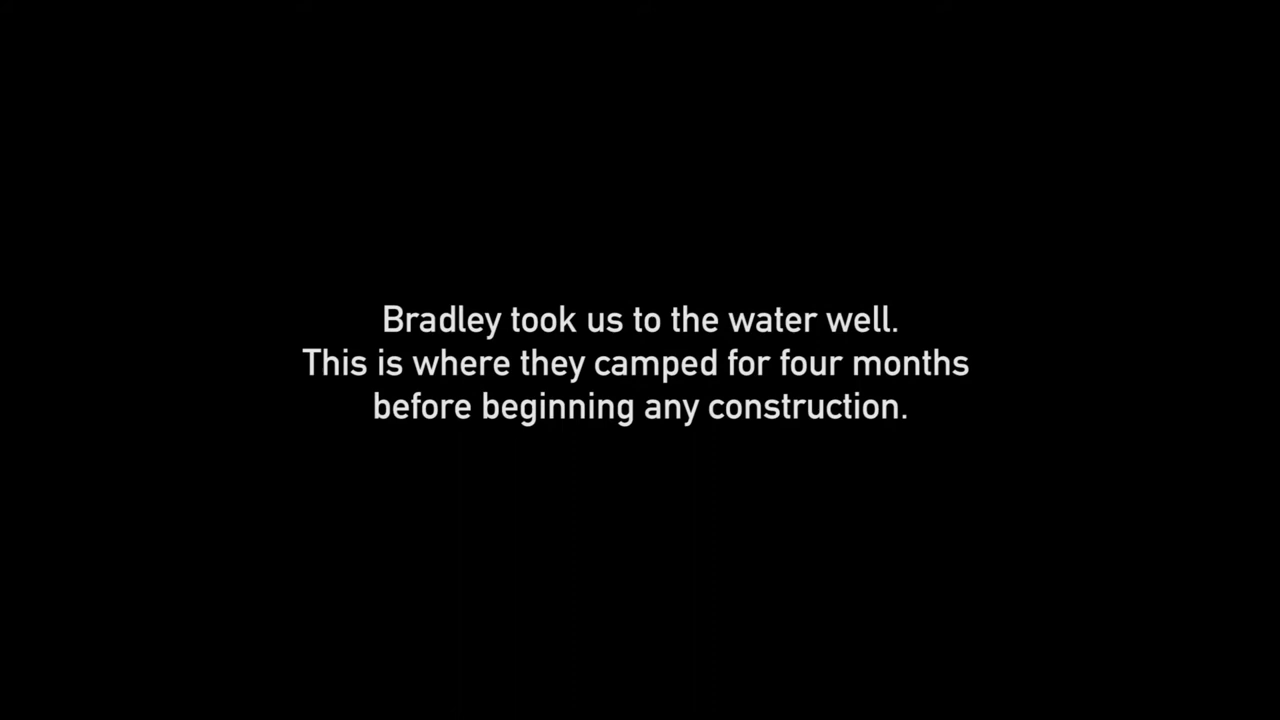 Bradley took us to the water well.
This is where they camped for four months
before beginning any construction.